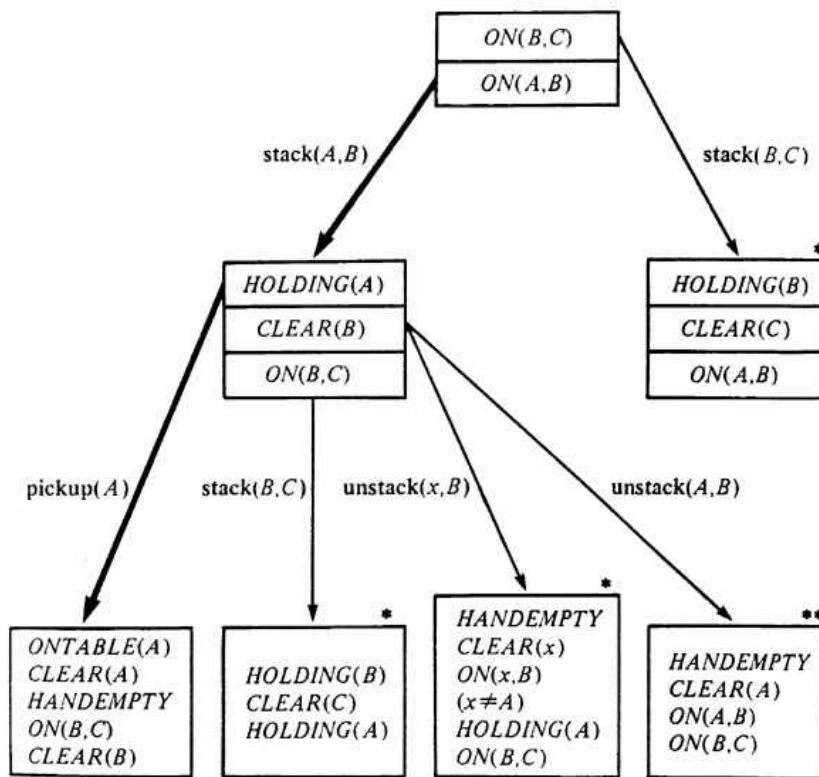 ON(B,C)
ON(A,B)
stack(A,B)
stack(B,C)
*
HOLDING(A)
CLEAR(B)
ON(B,C)
HOLDING(B)
CLEAR(C)
ON(A,B)
pickup(A)
stack(B,C)
unstack(x,B)
unstack(A,B)
ONTABLE(A)
CLEAR(A)
HANDEMPTY
ON(B,C)
CLEAR(B)
*
HOLDING(B)
CLEAR(C)
HOLDING(A)
*
HANDEMPTY
CLEAR(x)
ON(x,B)
(x≠A)
HOLDING(A)
ON(B,C)
**
HANDEMPTY
CLEAR(A)
ON(A,B)
ON(B,C)